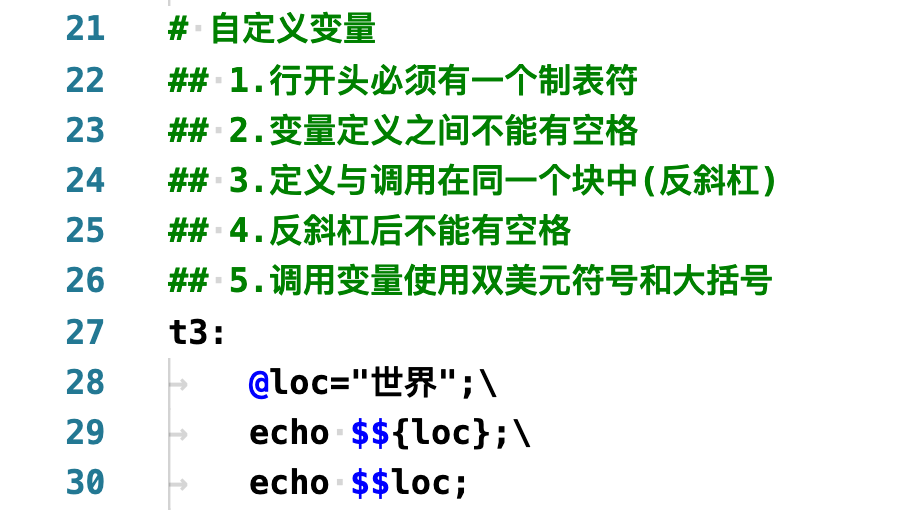 21 # 自定义变量
22 ## 1.行开头必须有一个制表符
23 ## 2.变量定义之间不能有空格
24 ## 3.定义与调用在同一个块中(反斜杠)
25 ## 4.反斜杠后不能有空格
26 ## 5.调用变量使用双美元符号和大括号
27 t3:
28 @loc="世界";\
29 echo $${loc};\
30 echo $$loc;